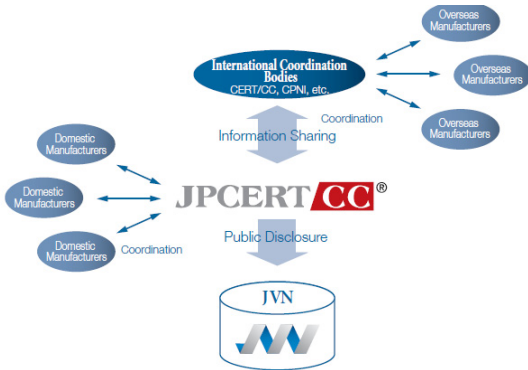 Overseas
Manufacturers
International Coordination
Bodies
CERT/CC, CPNI, etc.
Overseas
Manufacturers
Coordination
Overseas
Manufacturers
Information Sharing
Domestic
Manufacturers
Domestic
Manufacturers
JPCERT CC®
Domestic
Manufacturers
Coordination
Public Disclosure
JVN